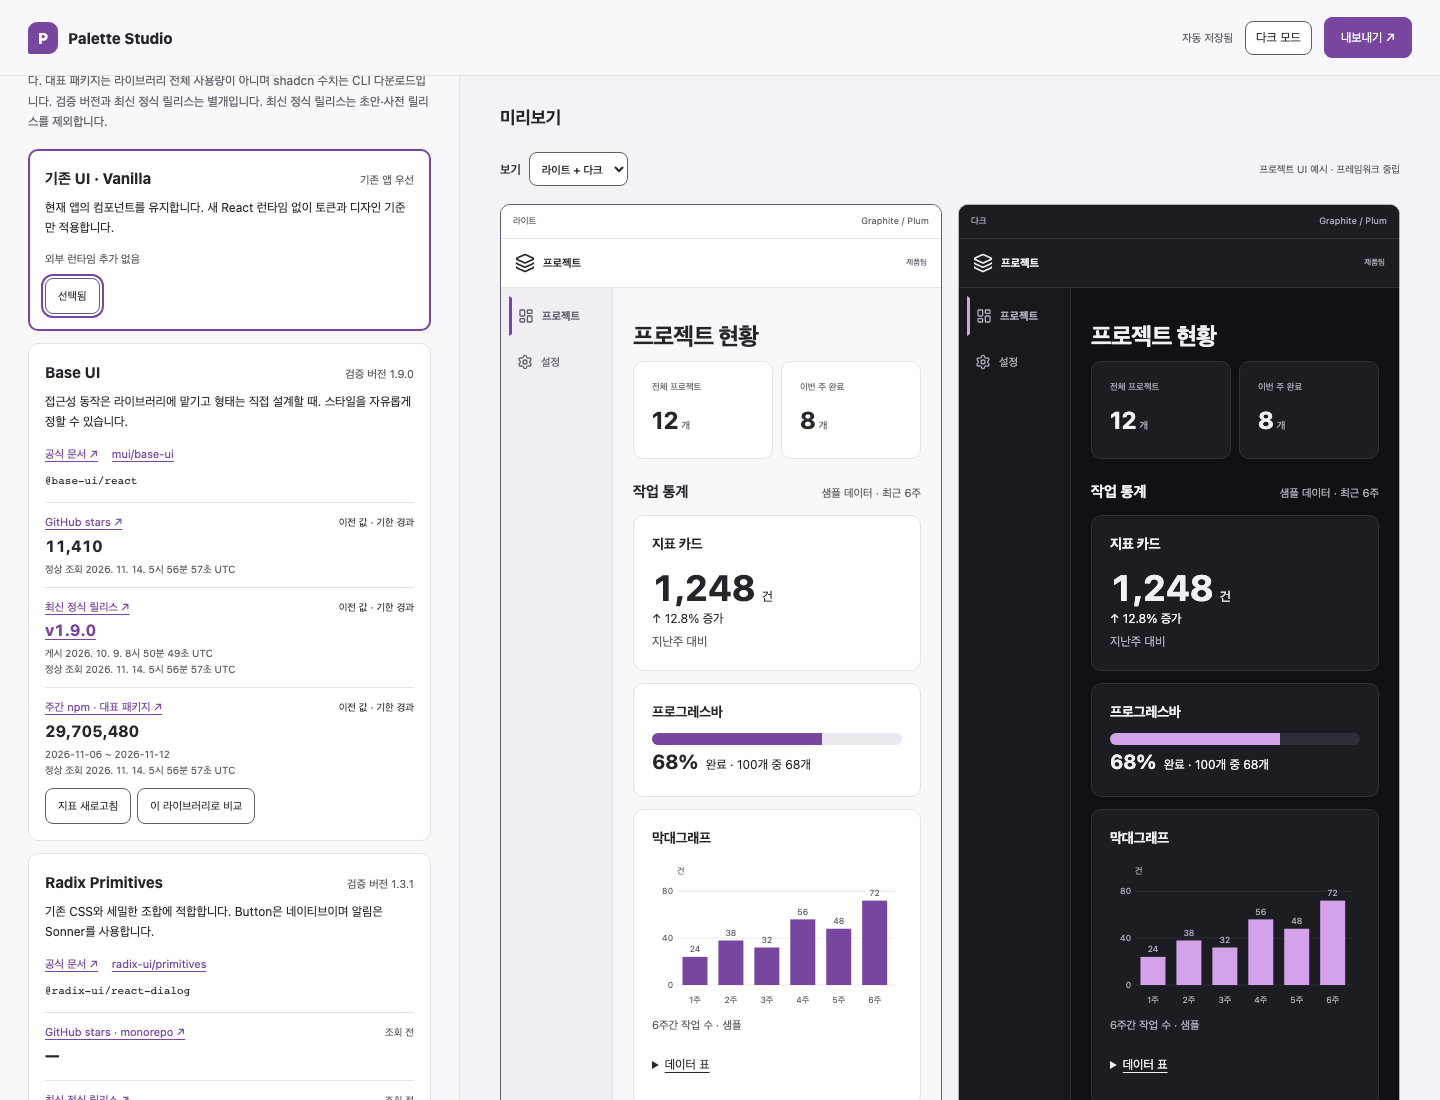 P Palette Studio
자동 저장됨
다크 모드
내보내기 ↗
다. 대표 패키지는 라이브러리 전체 사용량이 아니며 shadcn 수치는 CLI 다운로드입
니다. 검증 버전과 최신 정식 릴리스는 별개입니다. 최신 정식 릴리스는 초안·사전 릴리
스를 제외합니다.
기존 UI · Vanilla
기존 앱 우선
현재 앱의 컴포넌트를 유지합니다. 새 React 런타임 없이 토큰과 디자인 기준
만 적용합니다.
외부 런타임 추가 없음
선택됨
Base UI
검증 버전 1.9.0
접근성 동작은 라이브러리에 맡기고 형태는 직접 설계할 때. 스타일을 자유롭게
정할 수 있습니다.
공식 문서 ↗ mui/base-ui
@base-ui/react
GitHub stars ↗
이전 값 · 기한 경과
11,410
정상 조회 2026. 11. 14. 5시 56분 57초 UTC
최신 정식 릴리스 ↗
이전 값 · 기한 경과
v1.9.0
게시 2026. 10. 9. 8시 50분 49초 UTC
정상 조회 2026. 11. 14. 5시 56분 57초 UTC
주간 npm · 대표 패키지 ↗
이전 값 · 기한 경과
29,705,480
2026-11-06 ~ 2026-11-12
정상 조회 2026. 11. 14. 5시 56분 57초 UTC
지표 새로고침
이 라이브러리로 비교
Radix Primitives
검증 버전 1.3.1
기존 CSS와 세밀한 조합에 적합합니다. Button은 네이티브이며 알림은
Sonner를 사용합니다.
공식 문서 ↗ radix-ui/primitives
@radix-ui/react-dialog
GitHub stars · monorepo ↗
조회 전
—
최신 정식 릴리스 ↗
조회 전
미리보기
보기
라이트 + 다크
프로젝트 UI 예시 · 프레임워크 중립
라이트
Graphite / Plum
프로젝트
제품팀
프로젝트
설정
프로젝트 현황
전체 프로젝트
12 개
이번 주 완료
8 개
작업 통계
샘플 데이터 · 최근 6주
지표 카드
1,248 건
↑ 12.8% 증가
지난주 대비
프로그레스바
68% 완료 · 100개 중 68개
막대그래프
건
80
40
0
24
38
32
56
48
72
1주
2주
3주
4주
5주
6주
6주간 작업 수 · 샘플
▶ 데이터 표
다크
Graphite / Plum
프로젝트
제품팀
프로젝트
설정
프로젝트 현황
전체 프로젝트
12 개
이번 주 완료
8 개
작업 통계
샘플 데이터 · 최근 6주
지표 카드
1,248 건
↑ 12.8% 증가
지난주 대비
프로그레스바
68% 완료 · 100개 중 68개
막대그래프
건
80
40
0
24
38
32
56
48
72
1주
2주
3주
4주
5주
6주
6주간 작업 수 · 샘플
▶ 데이터 표